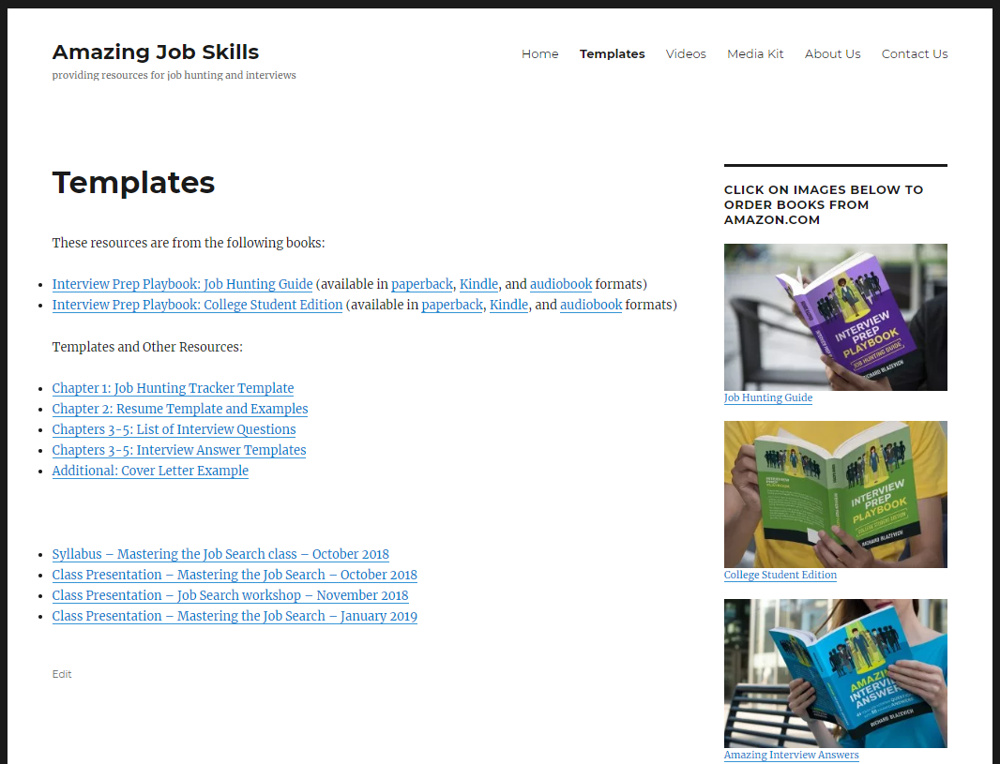 Amazing Job Skills
providing resources for job hunting and interviews
Home Templates Videos Media Kit About Us Contact Us
Templates
These resources are from the following books:
Interview Prep Playbook: Job Hunting Guide (available in paperback, Kindle, and audiobook formats)
Interview Prep Playbook: College Student Edition (available in paperback, Kindle, and audiobook formats)
Templates and Other Resources:
Chapter 1: Job Hunting Tracker Template
Chapter 2: Resume Template and Examples
Chapters 3-5: List of Interview Questions
Chapters 3-5: Interview Answer Templates
Additional: Cover Letter Example
Syllabus – Mastering the Job Search class – October 2018
Class Presentation – Mastering the Job Search – October 2018
Class Presentation – Job Search workshop – November 2018
Class Presentation – Mastering the Job Search – January 2019
Edit
CLICK ON IMAGES BELOW TO
ORDER BOOKS FROM
AMAZON.COM
INTERVIEW
PREP
PLAYBOOK
JOB HUNTING GUIDE
RICHARD BLAZEVICH
Job Hunting Guide
INTERVIEW
PREP
PLAYBOOK
COLLEGE STUDENT EDITION
RICHARD BLAZEVICH
College Student Edition
AMAZING
INTERVIEW
ANSWERS
RICHARD BLAZEVICH
Amazing Interview Answers